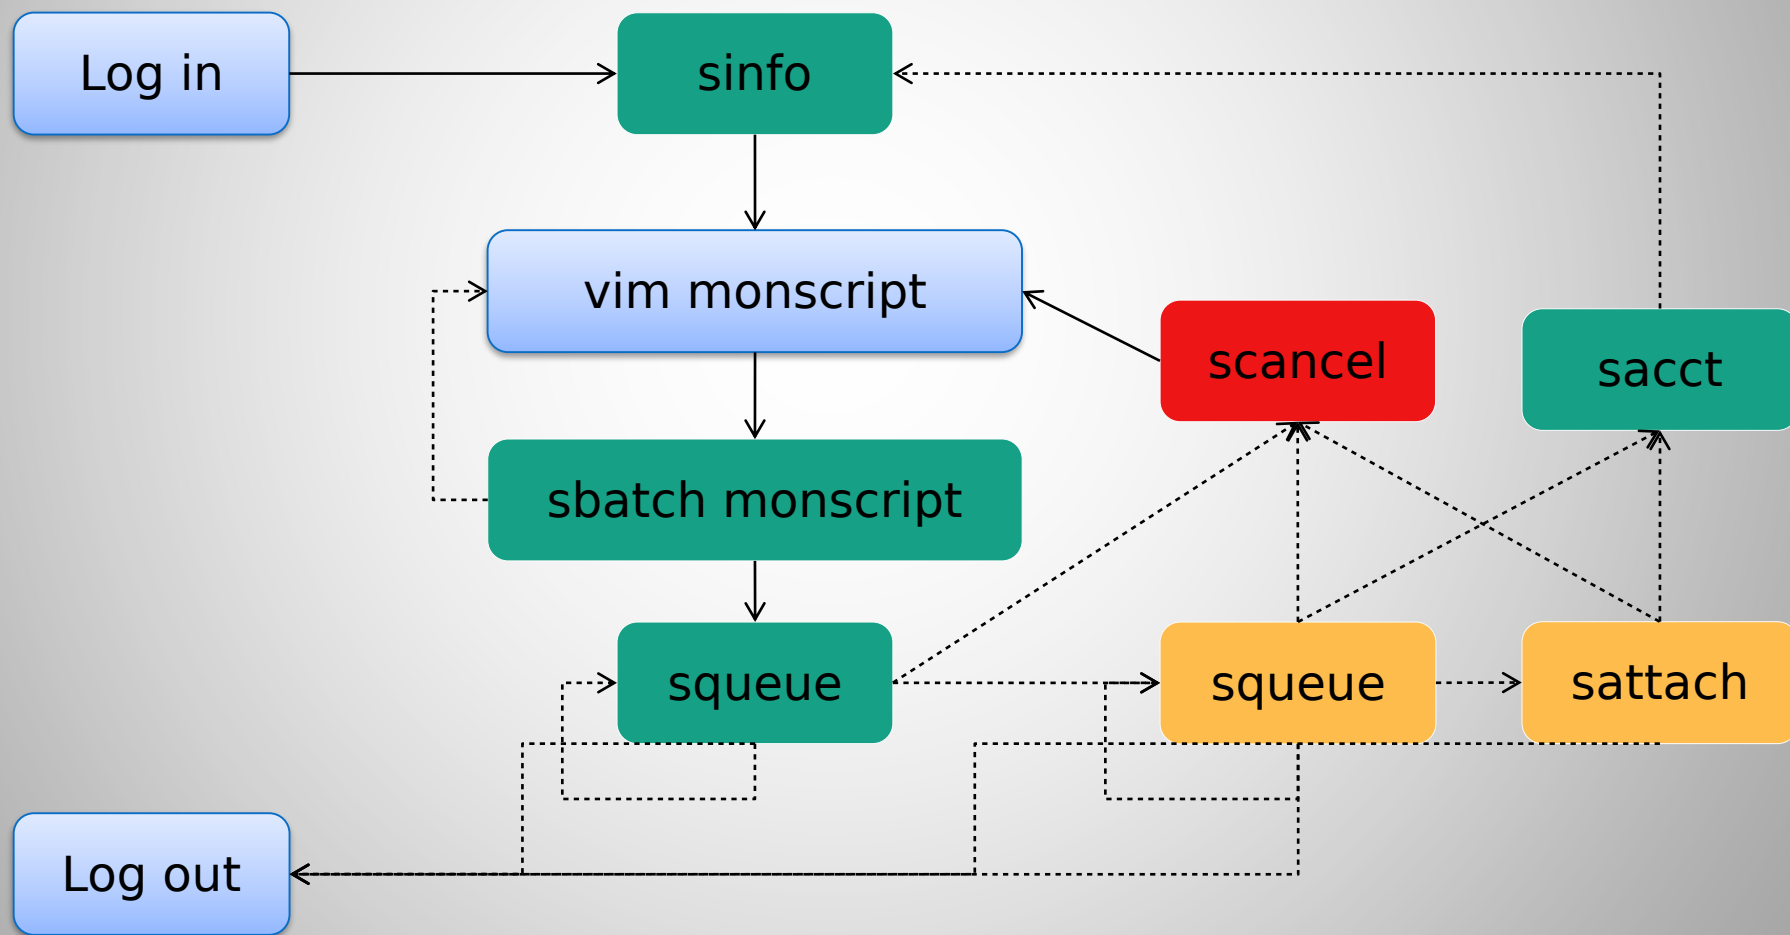 Log in
sinfo
vim monscript
scancel
sacct
sbatch monscript
squeue
squeue
sattach
Log out